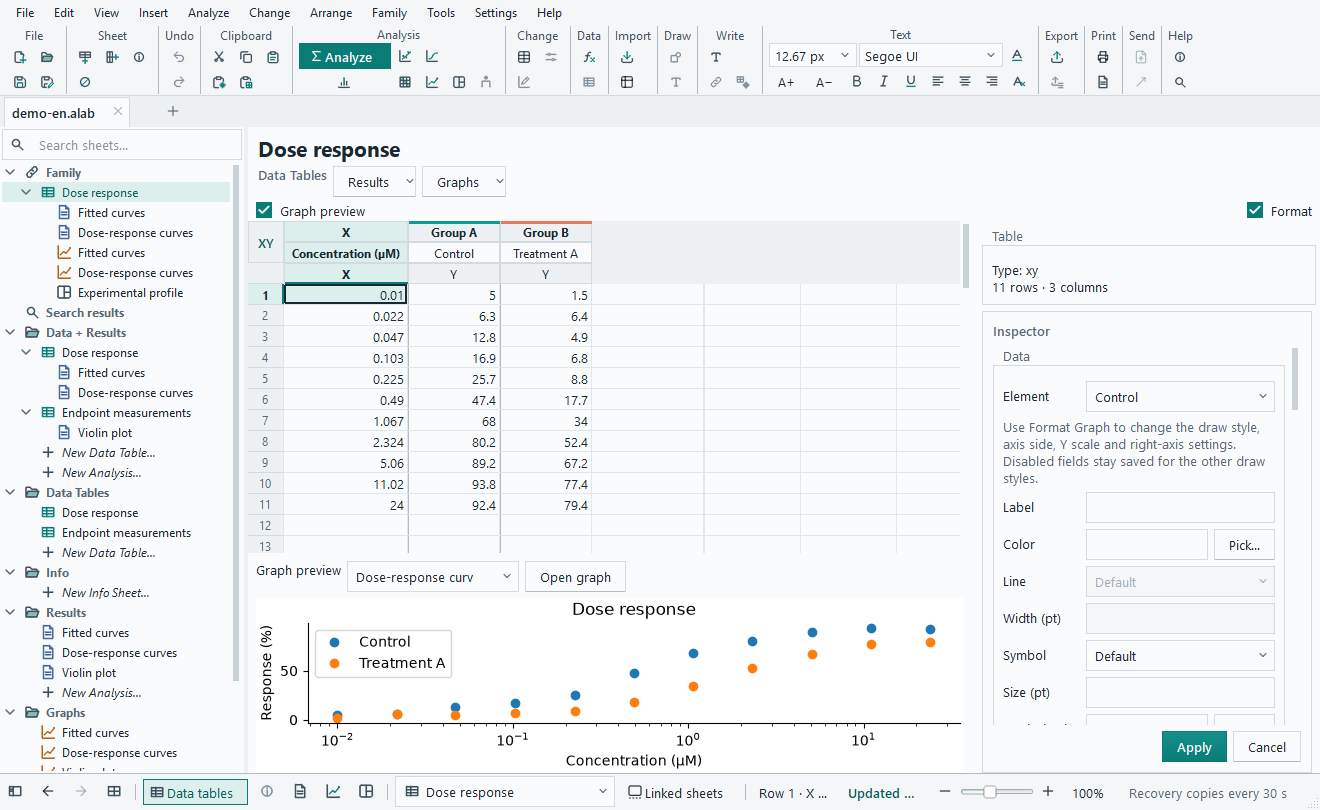 File Edit View Insert Analyze Change Arrange Family Tools Settings Help
File Sheet Undo Clipboard Analysis Change Data Import Draw Write Text Export Print Send Help
Σ Analyze
12.67 px Segoe UI
A+ A− B I U
demo-en.alab
Search sheets...
Family
Dose response
Fitted curves
Dose-response curves
Fitted curves
Dose-response curves
Experimental profile
Search results
Data + Results
Dose response
Fitted curves
Dose-response curves
Endpoint measurements
Violin plot
New Data Table...
New Analysis...
Data Tables
Dose response
Endpoint measurements
New Data Table...
Info
New Info Sheet...
Results
Fitted curves
Dose-response curves
Violin plot
New Analysis...
Graphs
Fitted curves
Dose-response curves
Dose response
Data Tables Results Graphs
Graph preview
Format
XY X Group A Group B
Concentration (µM) Control Treatment A
X Y Y
1 0.01 5 1.5
2 0.022 6.3 6.4
3 0.047 12.8 4.9
4 0.103 16.9 6.8
5 0.225 25.7 8.8
6 0.49 47.4 17.7
7 1.067 68 34
8 2.324 80.2 52.4
9 5.06 89.2 67.2
10 11.02 93.8 77.4
11 24 92.4 79.4
12
13
Graph preview Dose-response curv Open graph
Dose response
Control
Treatment A
Response (%)
50
0
10⁻² 10⁻¹ 10⁰ 10¹
Concentration (µM)
Table
Type: xy
11 rows · 3 columns
Inspector
Data
Element Control
Use Format Graph to change the draw style,
axis side, Y scale and right-axis settings.
Disabled fields stay saved for the other draw
styles.
Label
Color Pick...
Line Default
Width (pt)
Symbol Default
Size (pt)
Apply Cancel
Data tables Dose response Linked sheets Row 1 · X ... Updated ... 100% Recovery copies every 30 s